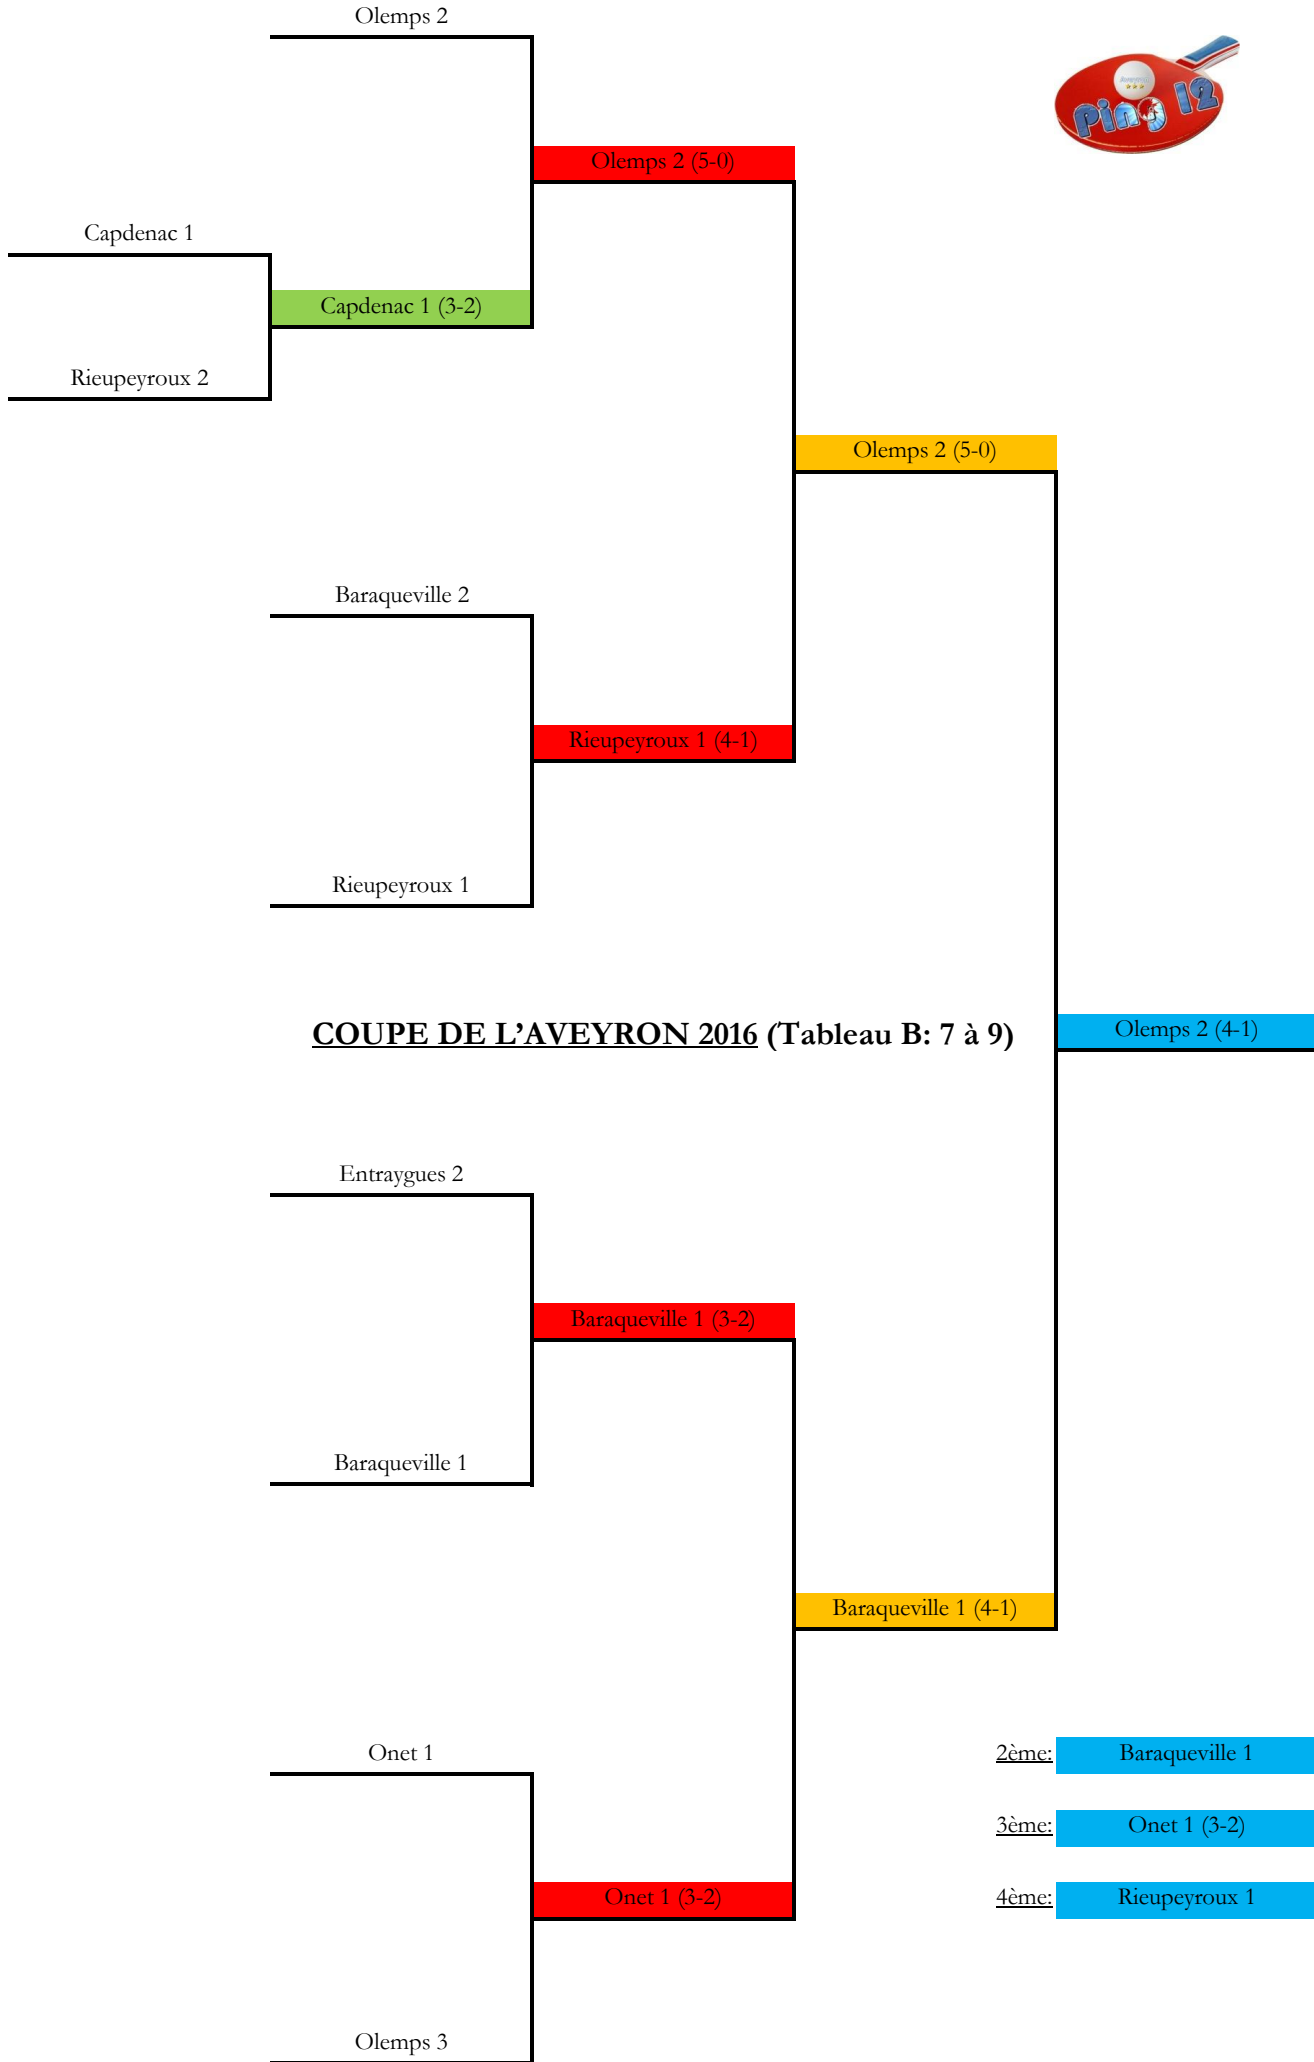 Olemps 2
Aveyron
Ping 12
Olemps 2 (5-0)
Capdenac 1
Capdenac 1 (3-2)
Rieupeyroux 2
Olemps 2 (5-0)
Baraqueville 2
Rieupeyroux 1 (4-1)
Rieupeyroux 1
COUPE DE L'AVEYRON 2016 (Tableau B: 7 à 9)
Olemps 2 (4-1)
Entraygues 2
Baraqueville 1 (3-2)
Baraqueville 1
Baraqueville 1 (4-1)
Onet 1
2ème: Baraqueville 1
3ème: Onet 1 (3-2)
Onet 1 (3-2)
4ème: Rieupeyroux 1
Olemps 3